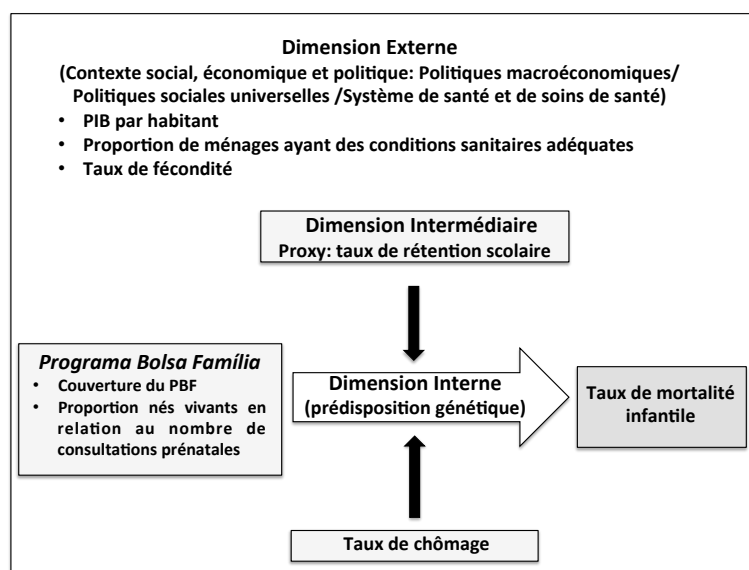 Dimension Externe
(Contexte social, économique et politique: Politiques macroéconomiques/
Politiques sociales universelles /Système de santé et de soins de santé)
• PIB par habitant
• Proportion de ménages ayant des conditions sanitaires adéquates
• Taux de fécondité
Dimension Intermédiaire
Proxy: taux de rétention scolaire
Programa Bolsa Família
• Couverture du PBF
• Proportion nés vivants en
relation au nombre de
consultations prénatales
Dimension Interne
(prédisposition génétique)
Taux de mortalité
infantile
Taux de chômage